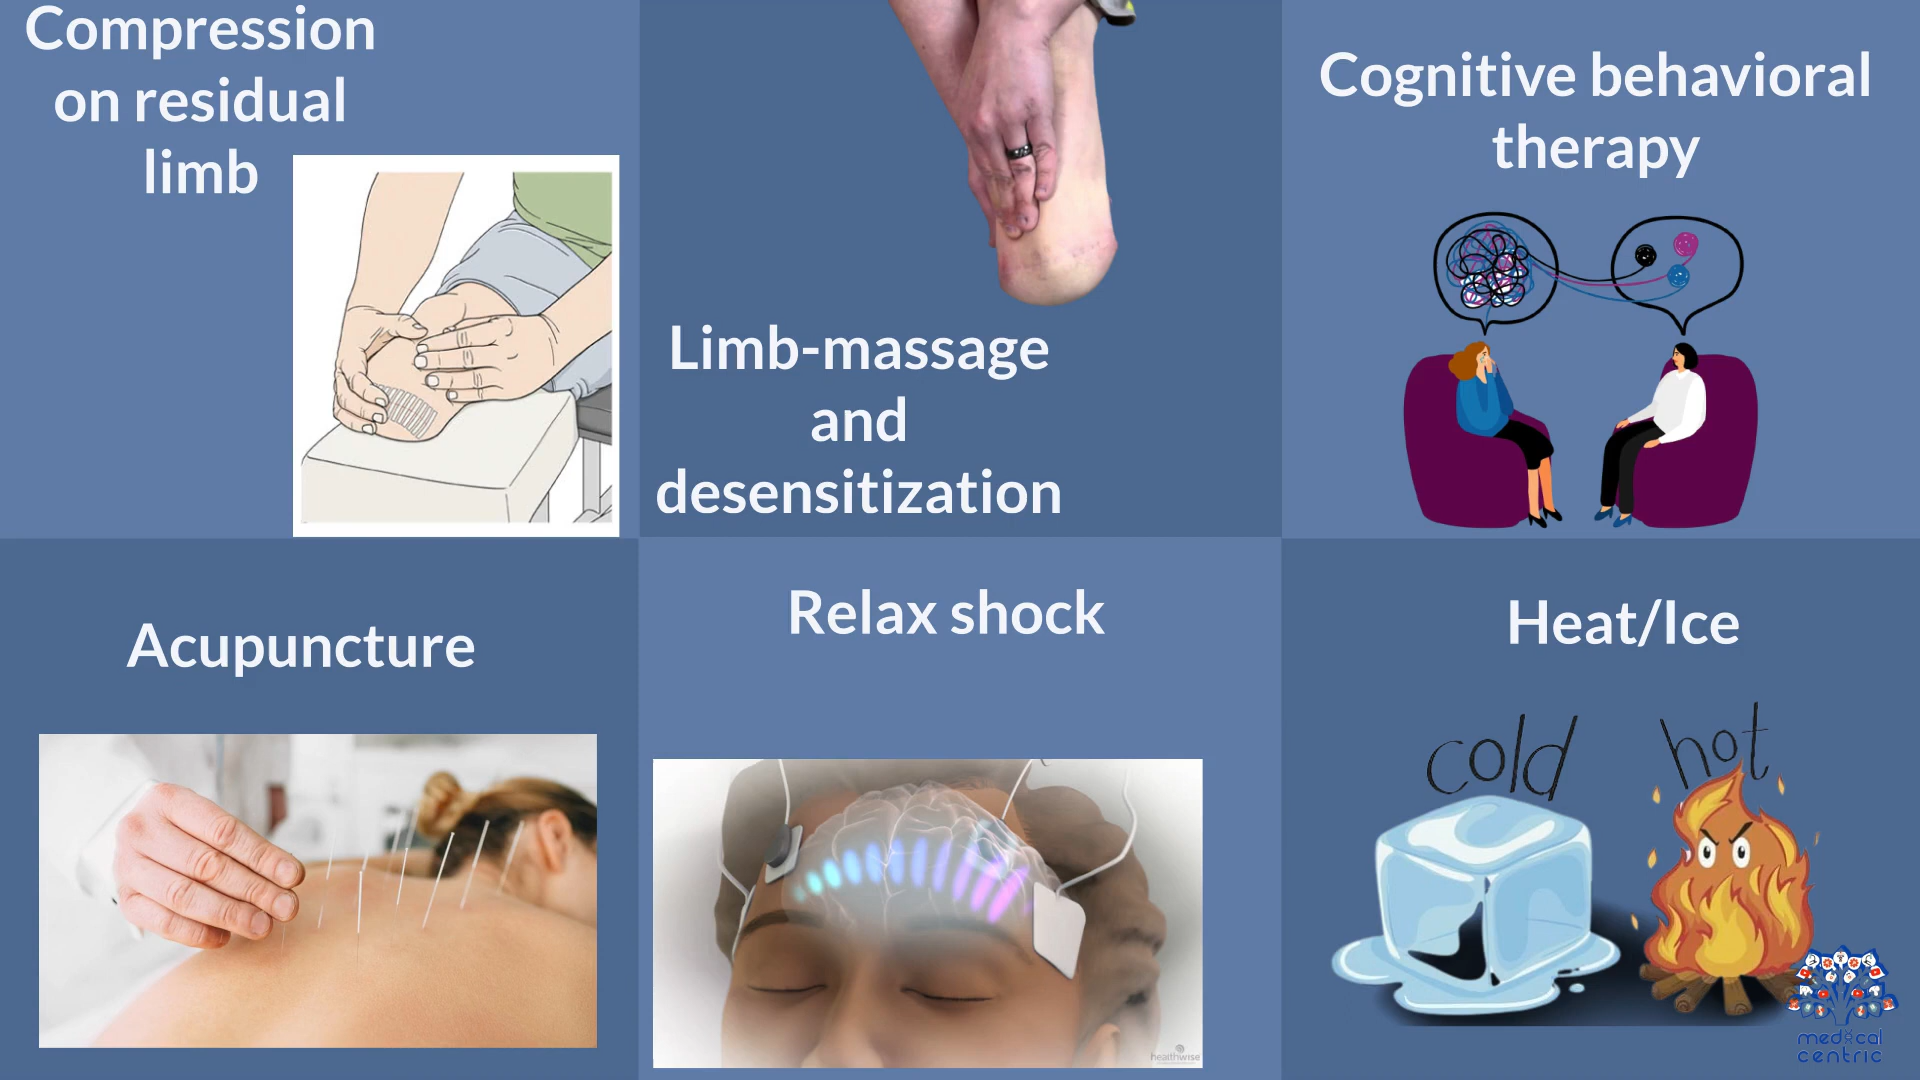 Compression
on residual
limb
Limb-massage
and
desensitization
Cognitive behavioral
therapy
Acupuncture
Relax shock
healthwise
Heat/Ice
cold
hot
medical
centric